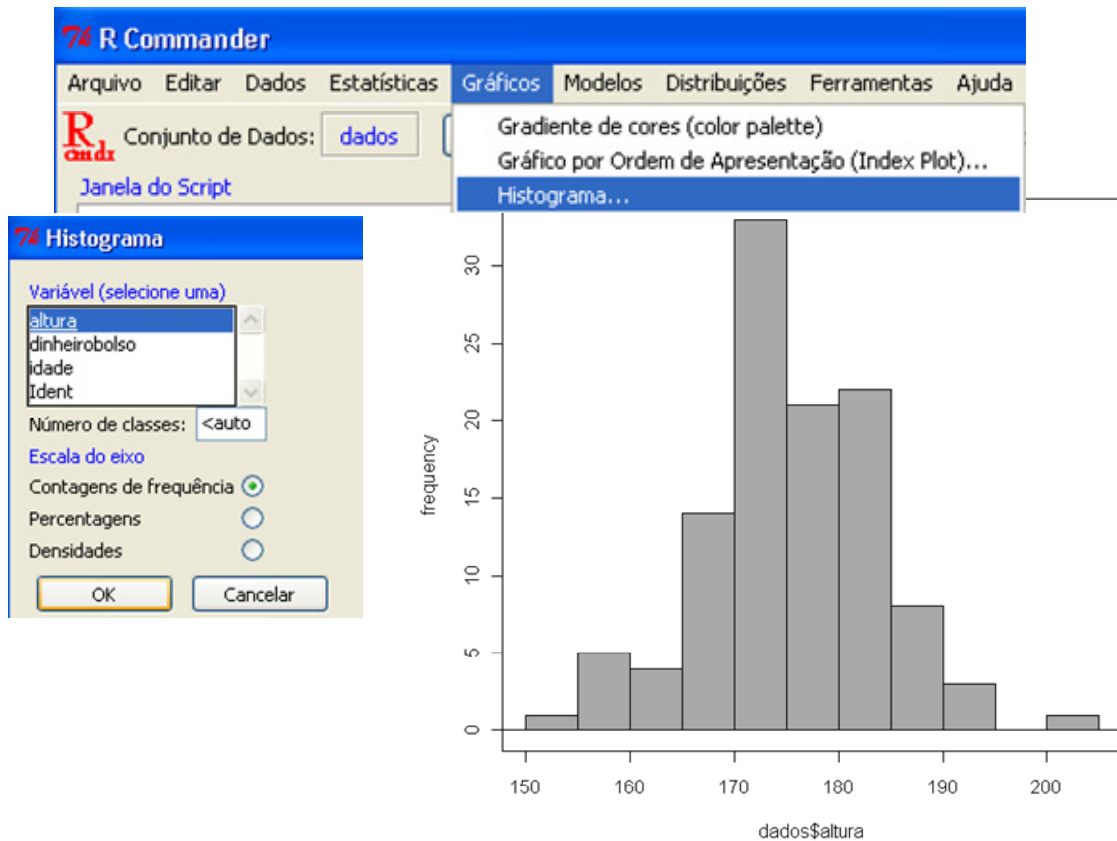 R Commander
Arquivo Editar Dados Estatísticas Gráficos Modelos Distribuições Ferramentas Ajuda
R cmdr Conjunto de Dados: dados
Gradiente de cores (color palette)
Gráfico por Ordem de Apresentação (Index Plot)...
Janela do Script
Histograma...
Histograma
Variável (selecione uma)
altura
dinheirobolso
idade
Ident
Número de classes: <auto
Escala do eixo
Contagens de frequência
Percentagens
Densidades
OK Cancelar
frequency
30
25
20
15
10
5
0
150 160 170 180 190 200
dados$altura